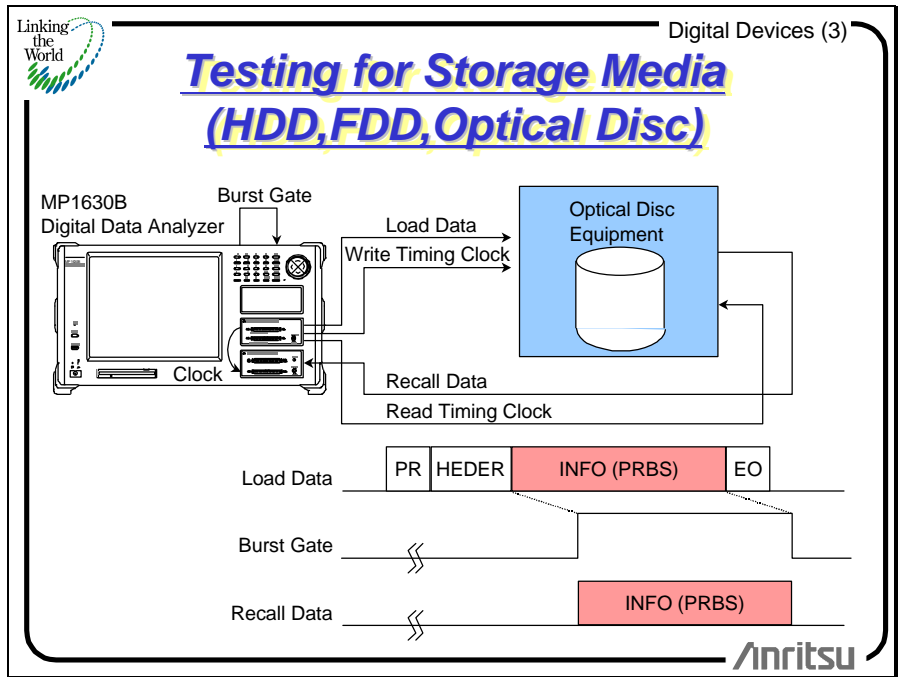 Linking
the
World
Digital Devices (3)
Testing for Storage Media
(HDD,FDD,Optical Disc)
MP1630B
Digital Data Analyzer
Burst Gate
Load Data
Write Timing Clock
Optical Disc
Equipment
Clock
Recall Data
Read Timing Clock
Load Data
PR
HEDER
INFO (PRBS)
EO
Burst Gate
Recall Data
INFO (PRBS)
Anritsu